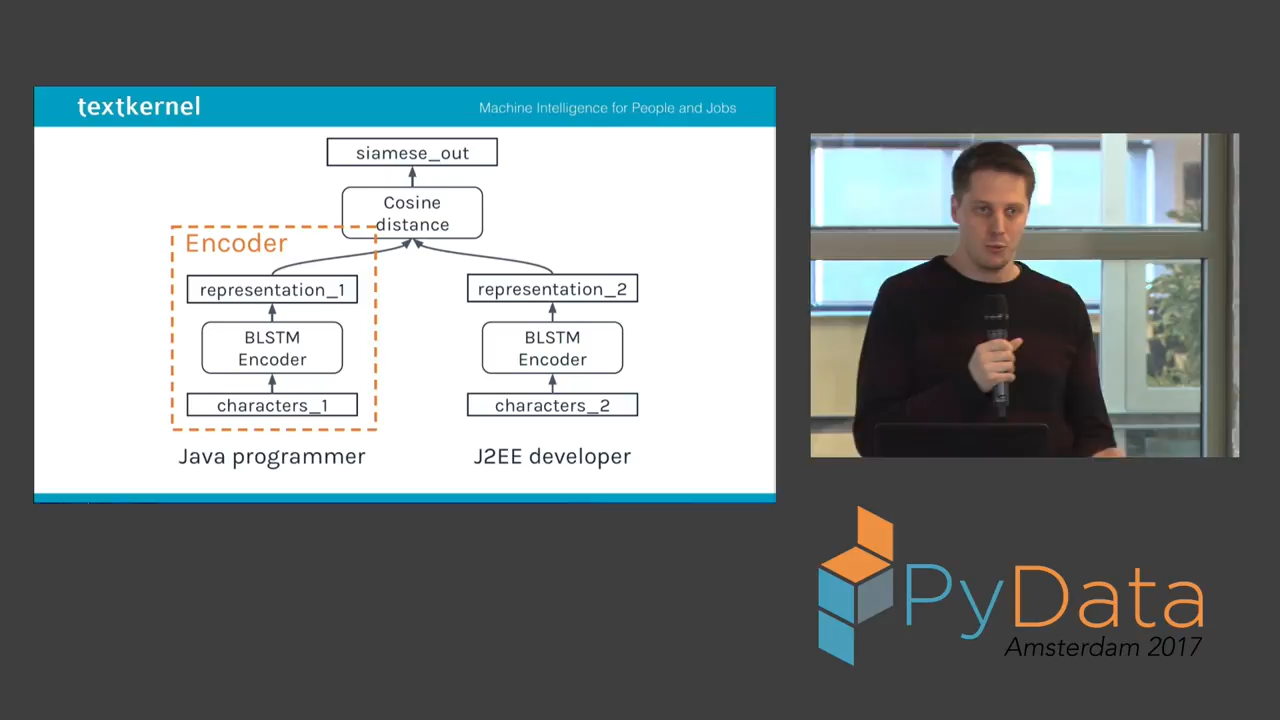 textkernel
Machine Intelligence for People and Jobs
siamese_out
Cosine
distance
Encoder
representation_1
representation_2
BLSTM
Encoder
BLSTM
Encoder
characters_1
characters_2
Java programmer
J2EE developer
PyData
Amsterdam 2017